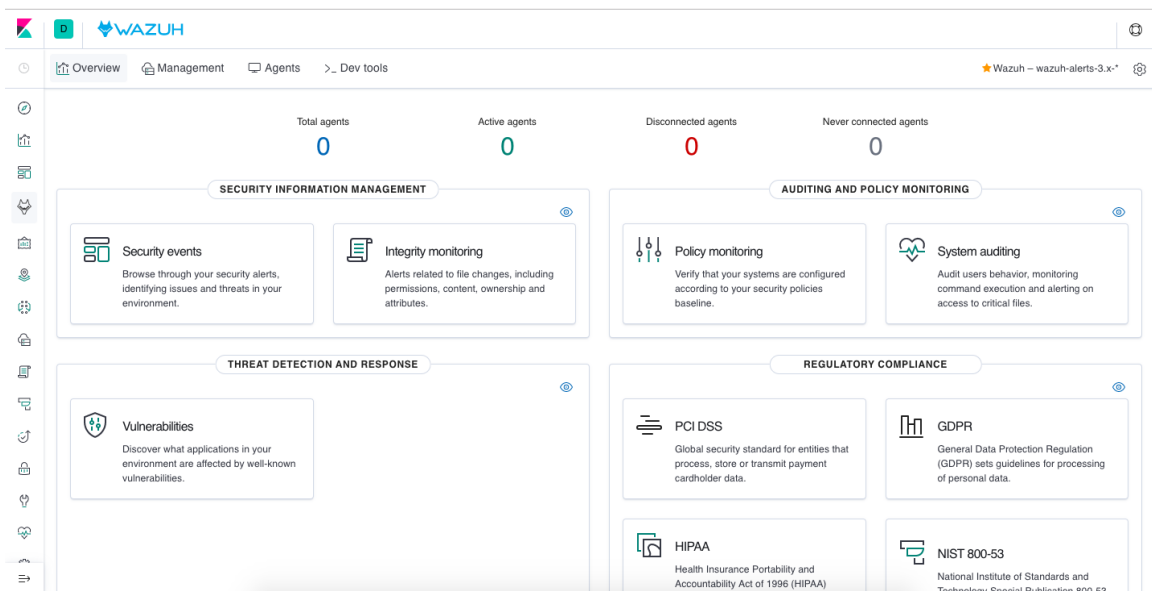 D
WAZUH
Overview
Management
Agents
>_ Dev tools
Wazuh – wazuh-alerts-3.x-*
Total agents
0
Active agents
0
Disconnected agents
0
Never connected agents
0
SECURITY INFORMATION MANAGEMENT
Security events
Browse through your security alerts,
identifying issues and threats in your
environment.
Integrity monitoring
Alerts related to file changes, including
permissions, content, ownership and
attributes.
AUDITING AND POLICY MONITORING
Policy monitoring
Verify that your systems are configured
according to your security policies
baseline.
System auditing
Audit users behavior, monitoring
command execution and alerting on
access to critical files.
THREAT DETECTION AND RESPONSE
Vulnerabilities
Discover what applications in your
environment are affected by well-known
vulnerabilities.
REGULATORY COMPLIANCE
PCI DSS
Global security standard for entities that
process, store or transmit payment
cardholder data.
GDPR
General Data Protection Regulation
(GDPR) sets guidelines for processing
of personal data.
HIPAA
Health Insurance Portability and
Accountability Act of 1996 (HIPAA)
NIST 800-53
National Institute of Standards and
Technology Special Publication 800-53